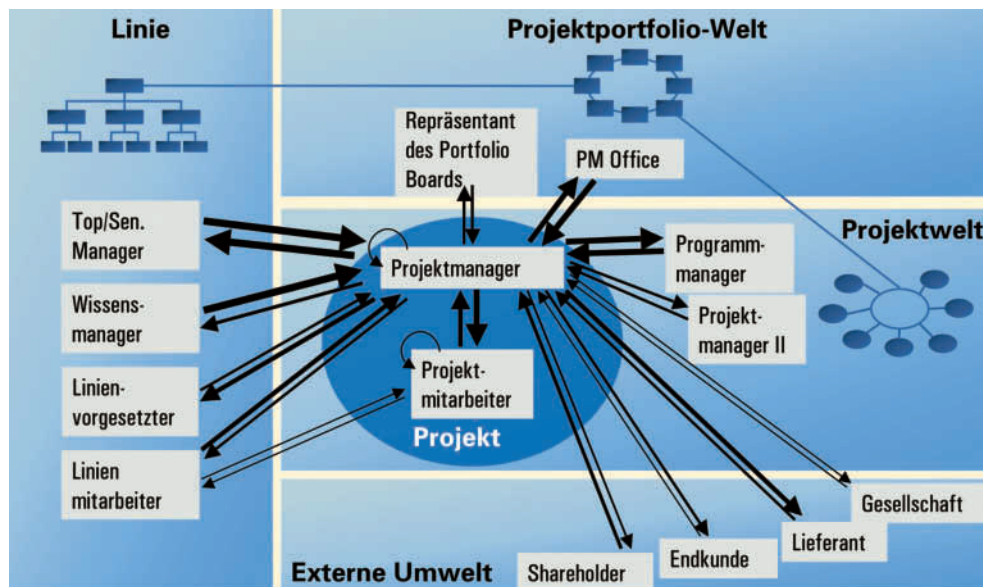 Linie
Projektportfolio-Welt
Repräsentant
des Portfolio
Boards
PM Office
Top/Sen.
Manager
Projektmanager
Programm-
manager
Projektwelt
Wissens-
manager
Projekt-
manager II
Linien-
vorgesetzter
Projekt-
mitarbeiter
Projekt
Linien
mitarbeiter
Gesellschaft
Lieferant
Endkunde
Shareholder
Externe Umwelt